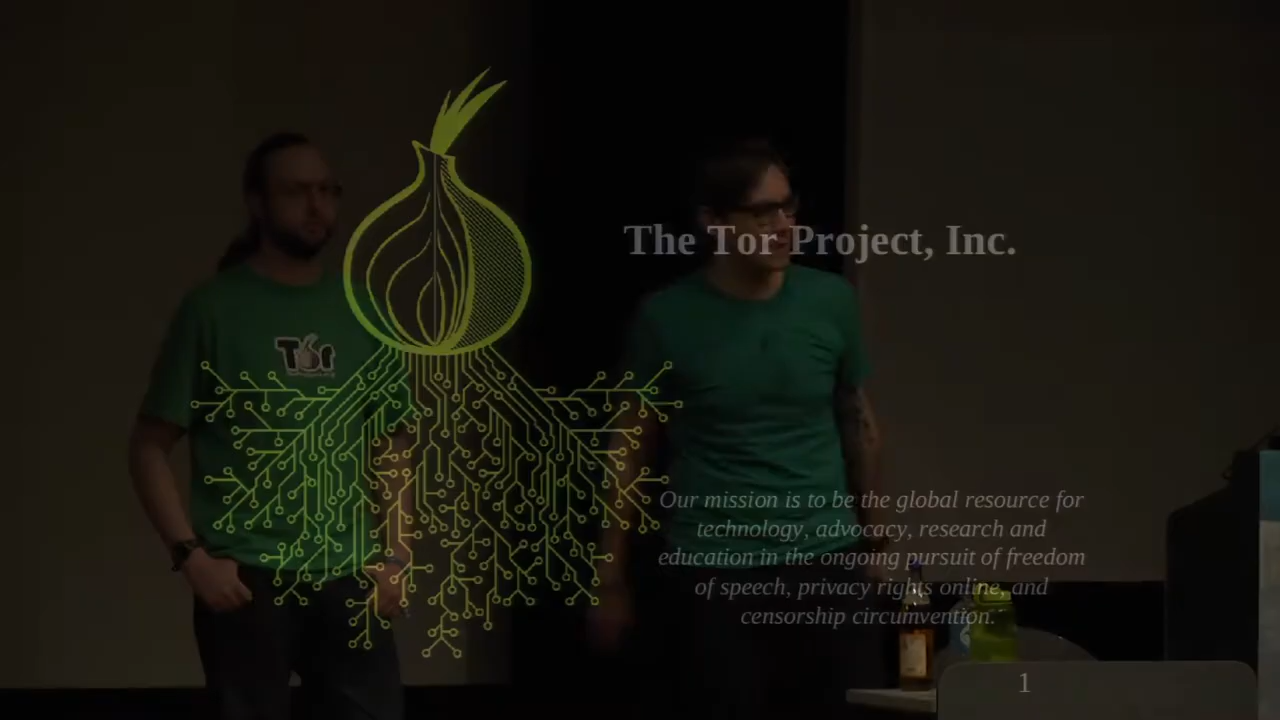 The Tor Project, Inc.
Tor
Our mission is to be the global resource for
technology, advocacy, research and
education in the ongoing pursuit of freedom
of speech, privacy rights online, and
censorship circumvention.
1